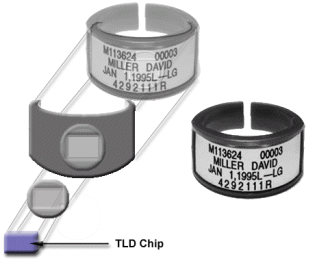 M113624 00003
MILLER DAVID
JAN 1,1995L—LG
4292111R
M113624 00003
MILLER DAVID
JAN 1,1995L—LG
4292111R
TLD Chip